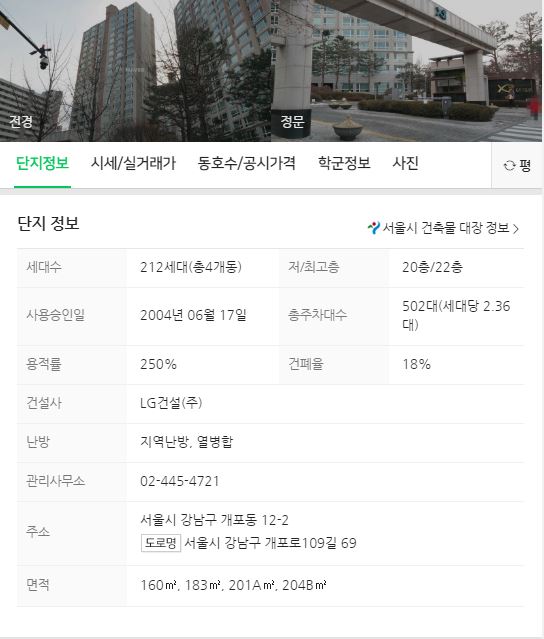 전경
정문
단지정보 시세/실거래가 동호수/공시가격 학군정보 사진 평
단지 정보
서울시 건축물 대장 정보 >
세대수 212세대(총4개동) 저/최고층 20층/22층
사용승인일 2004년 06월 17일 총주차대수 502대(세대당 2.36
대)
용적률 250% 건폐율 18%
건설사 LG건설(주)
난방 지역난방, 열병합
관리사무소 02-445-4721
주소 서울시 강남구 개포동 12-2
도로명 서울시 강남구 개포로109길 69
면적 160㎡, 183㎡, 201A㎡, 204B㎡